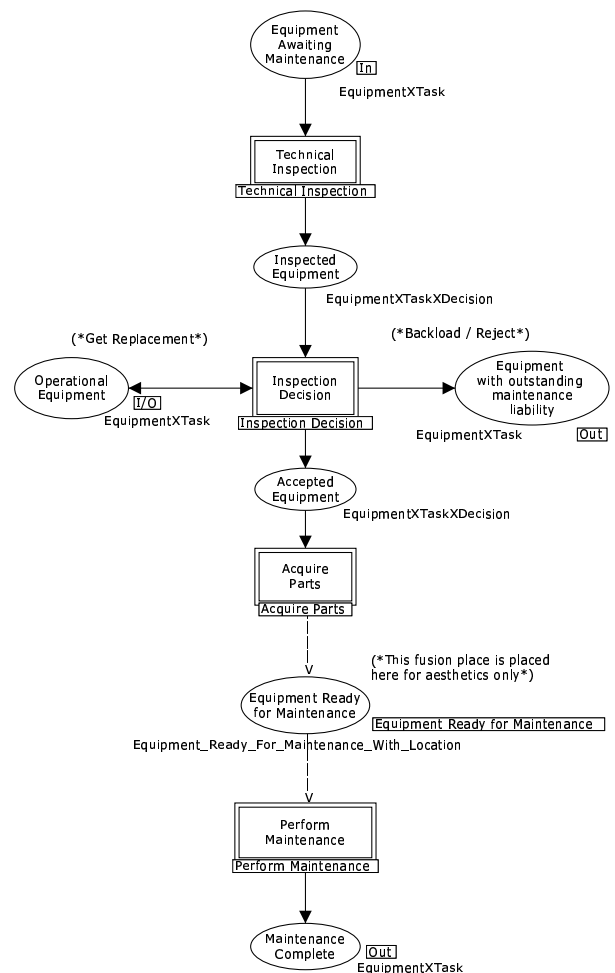 Equipment
Awaiting
Maintenance
In
EquipmentXTask
Technical
Inspection
Technical Inspection
Inspected
Equipment
EquipmentXTaskXDecision
(*Get Replacement*)
(*Backload / Reject*)
Operational
Equipment
I/O
EquipmentXTask
Inspection
Decision
Inspection Decision
Equipment
with outstanding
maintenance
liability
EquipmentXTask
Out
Accepted
Equipment
EquipmentXTaskXDecision
Acquire
Parts
Acquire Parts
(*This fusion place is placed
here for aesthetics only*)
Equipment Ready
for Maintenance
Equipment Ready for Maintenance
Equipment_Ready_For_Maintenance_With_Location
Perform
Maintenance
Perform Maintenance
Maintenance
Complete
Out
EquipmentXTask